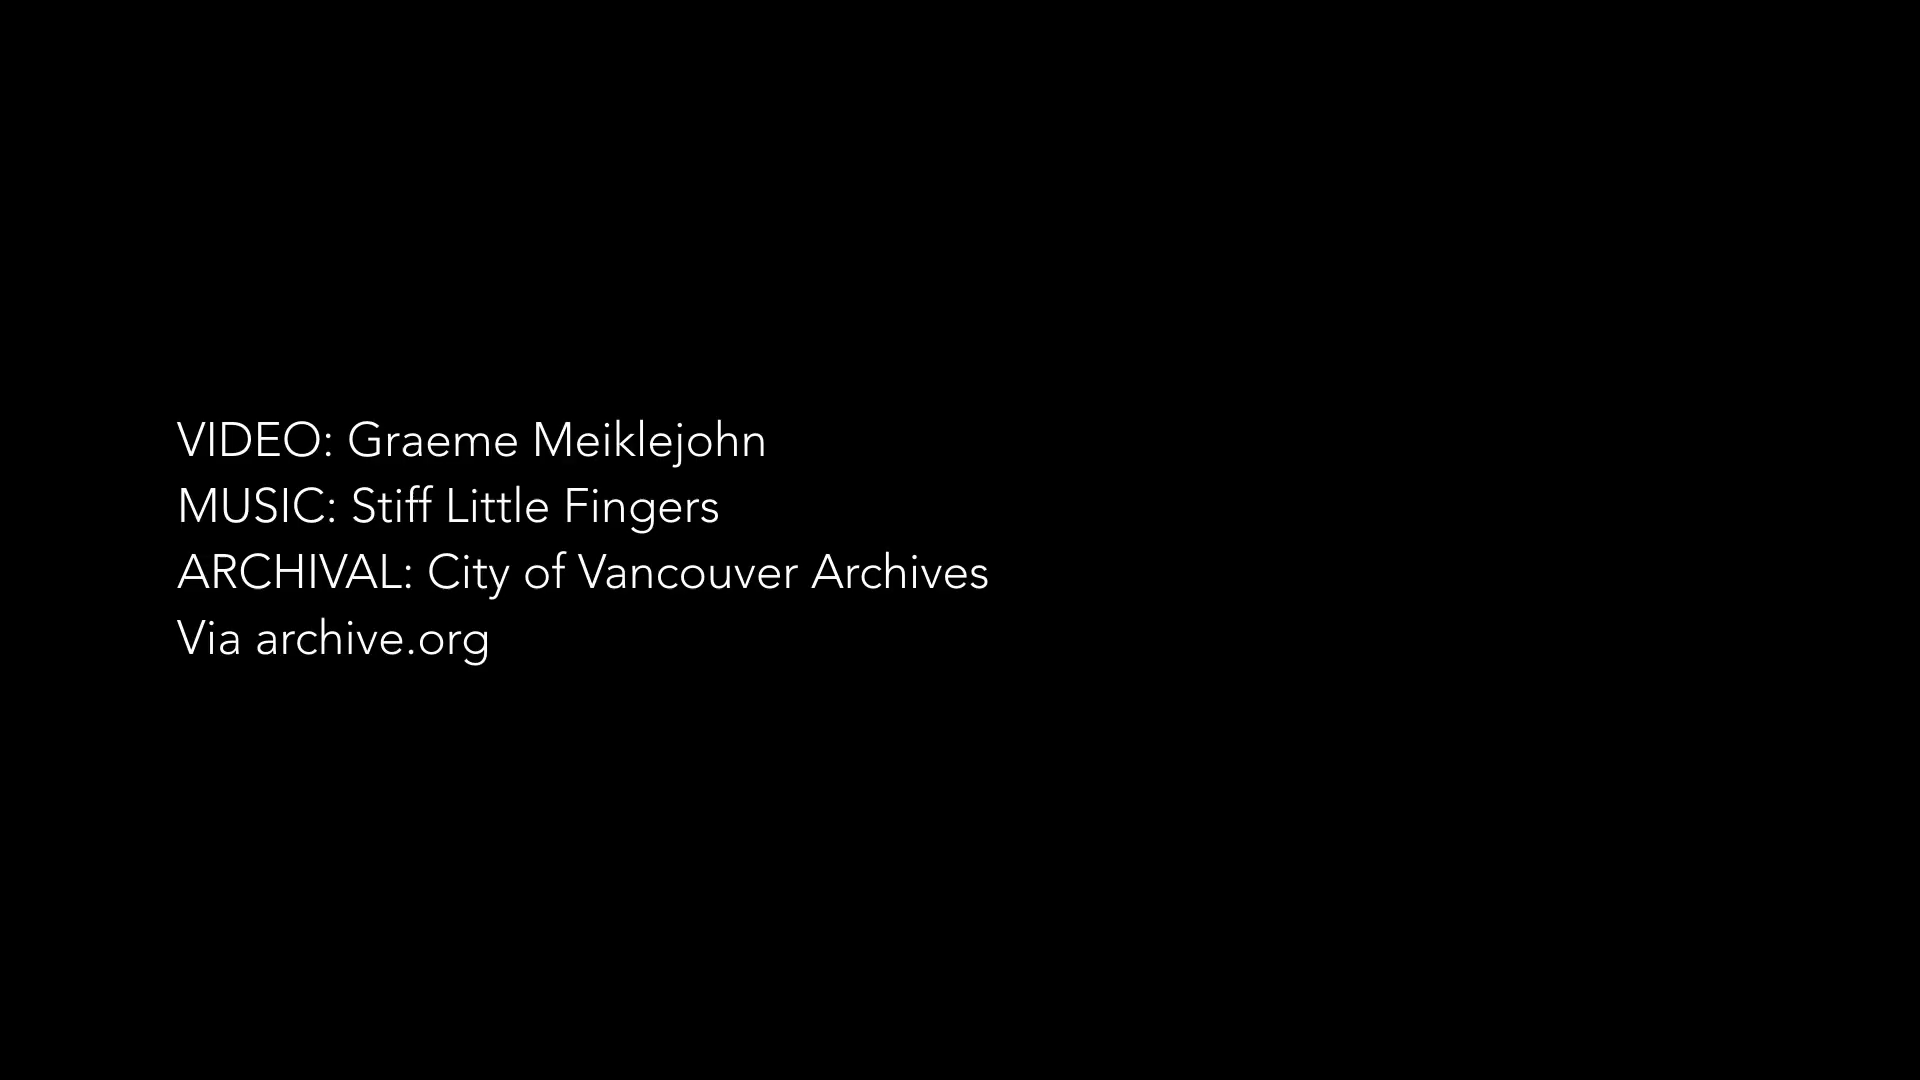 VIDEO: Graeme Meiklejohn
MUSIC: Stiff Little Fingers
ARCHIVAL: City of Vancouver Archives
Via archive.org